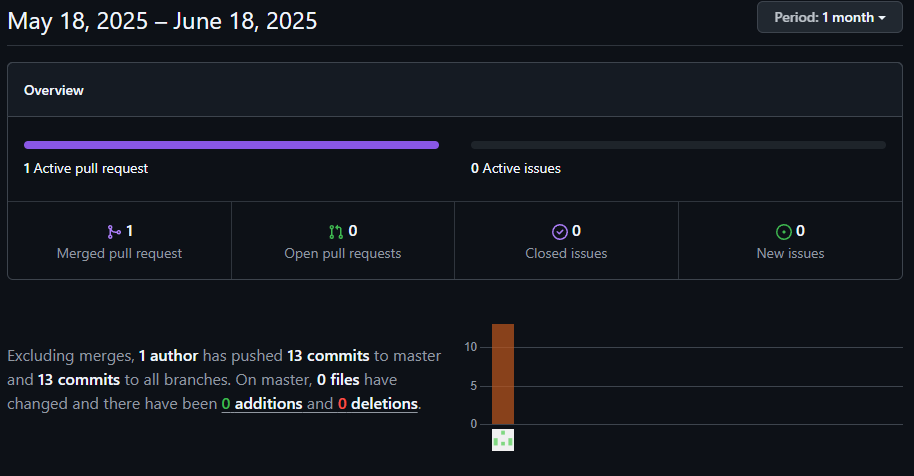 May 18, 2025 – June 18, 2025
Period: 1 month
Overview
1 Active pull request
0 Active issues
1
Merged pull request
0
Open pull requests
0
Closed issues
0
New issues
Excluding merges, 1 author has pushed 13 commits to master
and 13 commits to all branches. On master, 0 files have
changed and there have been 0 additions and 0 deletions.
10
5
0